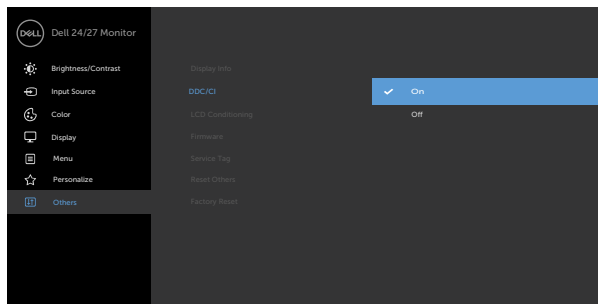 DELL
Dell 24/27 Monitor
Brightness/Contrast
Input Source
Color
Display
Menu
Personalize
Others
Display Info
DDC/CI
LCD Conditioning
Firmware
Service Tag
Reset Others
Factory Reset
On
Off